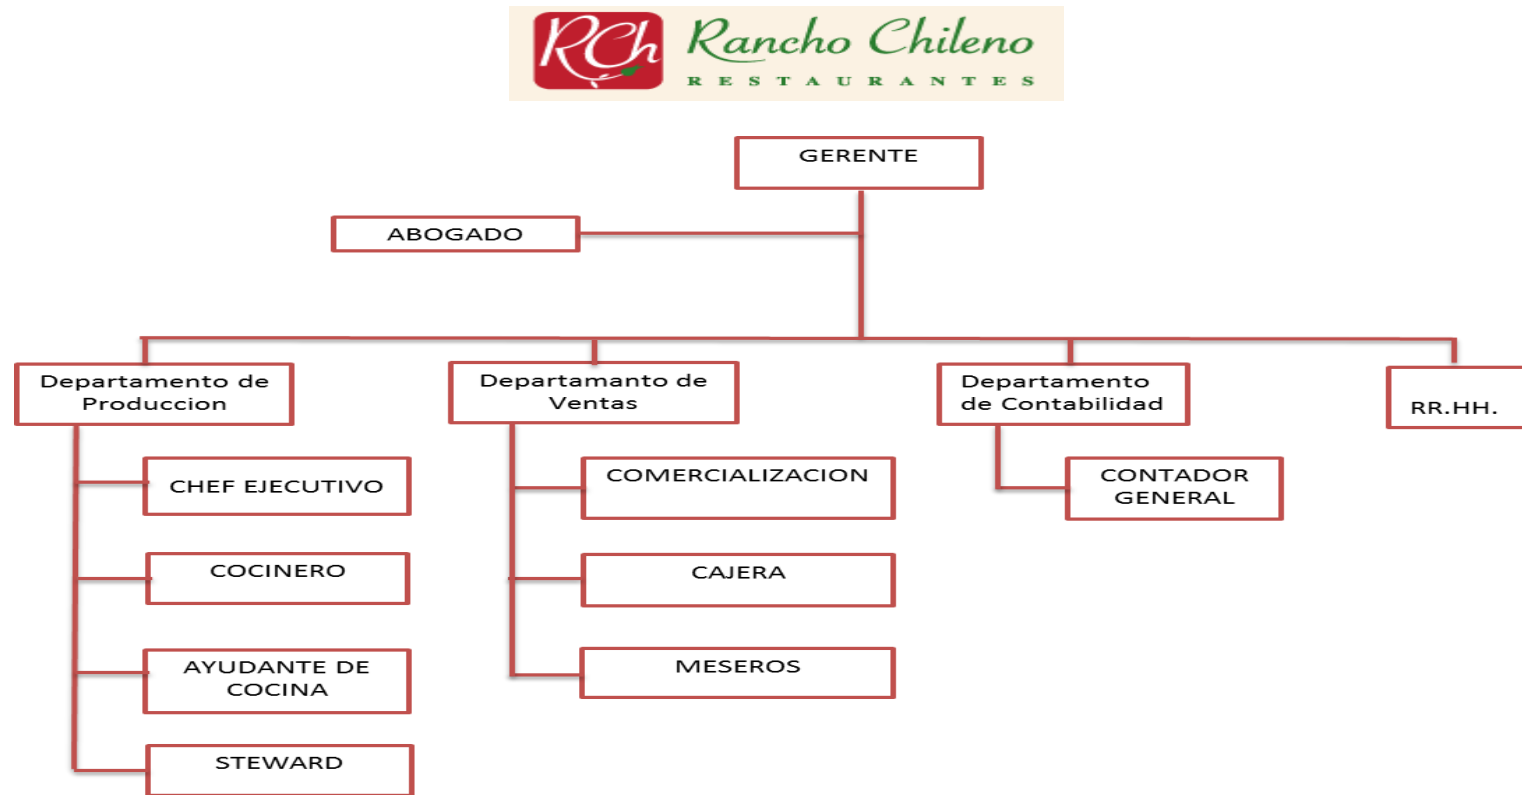 RCh Rancho Chileno
RESTAURANTES
GERENTE
ABOGADO
Departamento de
Produccion
Departamanto de
Ventas
Departamento
de Contabilidad
RR.HH.
CHEF EJECUTIVO
COMERCIALIZACION
CONTADOR
GENERAL
COCINERO
CAJERA
AYUDANTE DE
COCINA
MESEROS
STEWARD